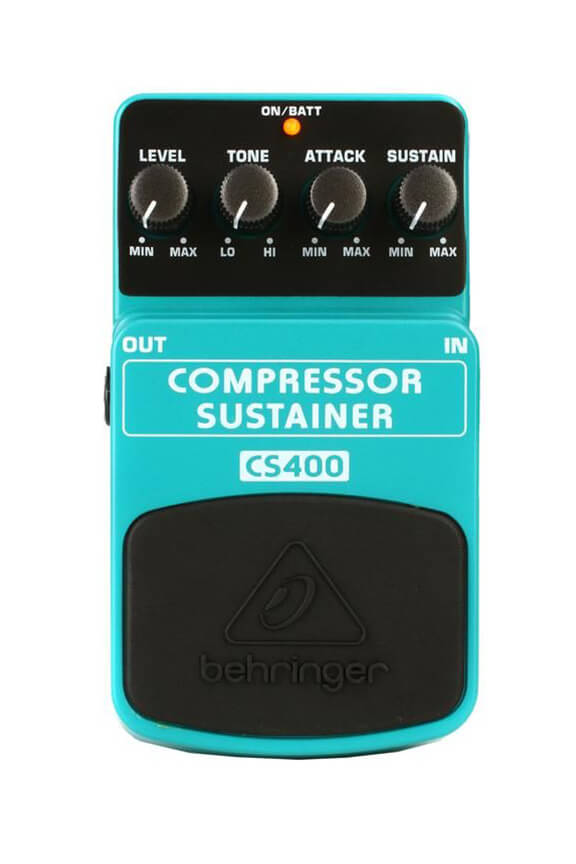 ON/BATT
LEVEL TONE ATTACK SUSTAIN
MIN MAX LO HI MIN MAX MIN MAX
OUT IN
COMPRESSOR
SUSTAINER
CS400
behringer